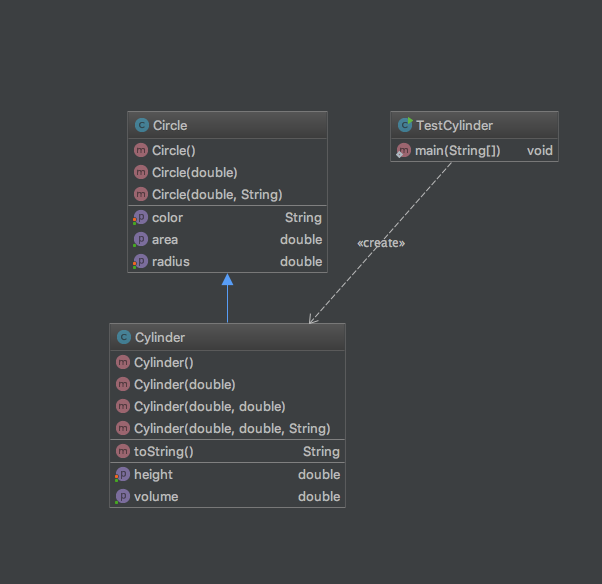 Circle
Circle()
Circle(double)
Circle(double, String)
color String
area double
radius double
TestCylinder
main(String[]) void
«create»
Cylinder
Cylinder()
Cylinder(double)
Cylinder(double, double)
Cylinder(double, double, String)
toString() String
height double
volume double